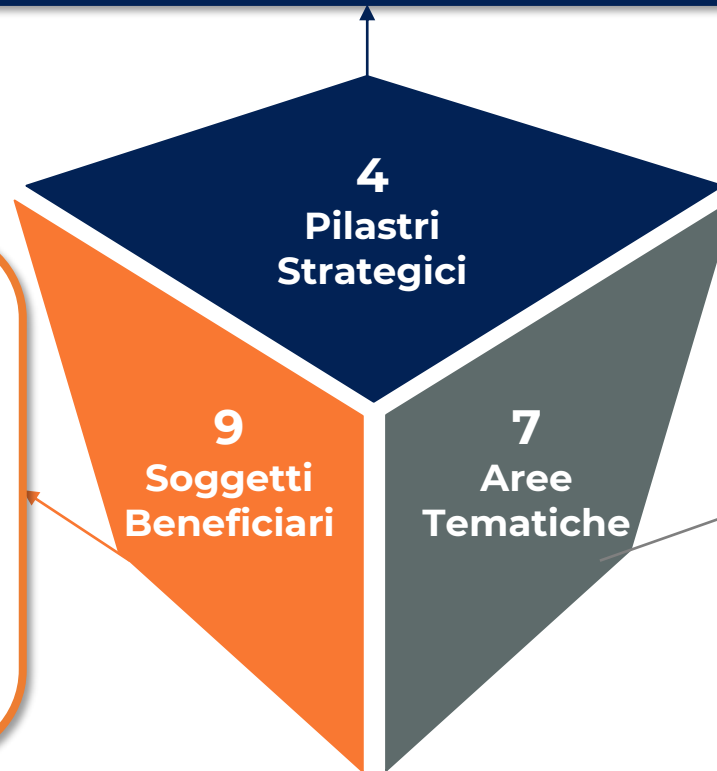 4
Pilastri
Strategici
9
Soggetti
Beneficiari
7
Aree
Tematiche